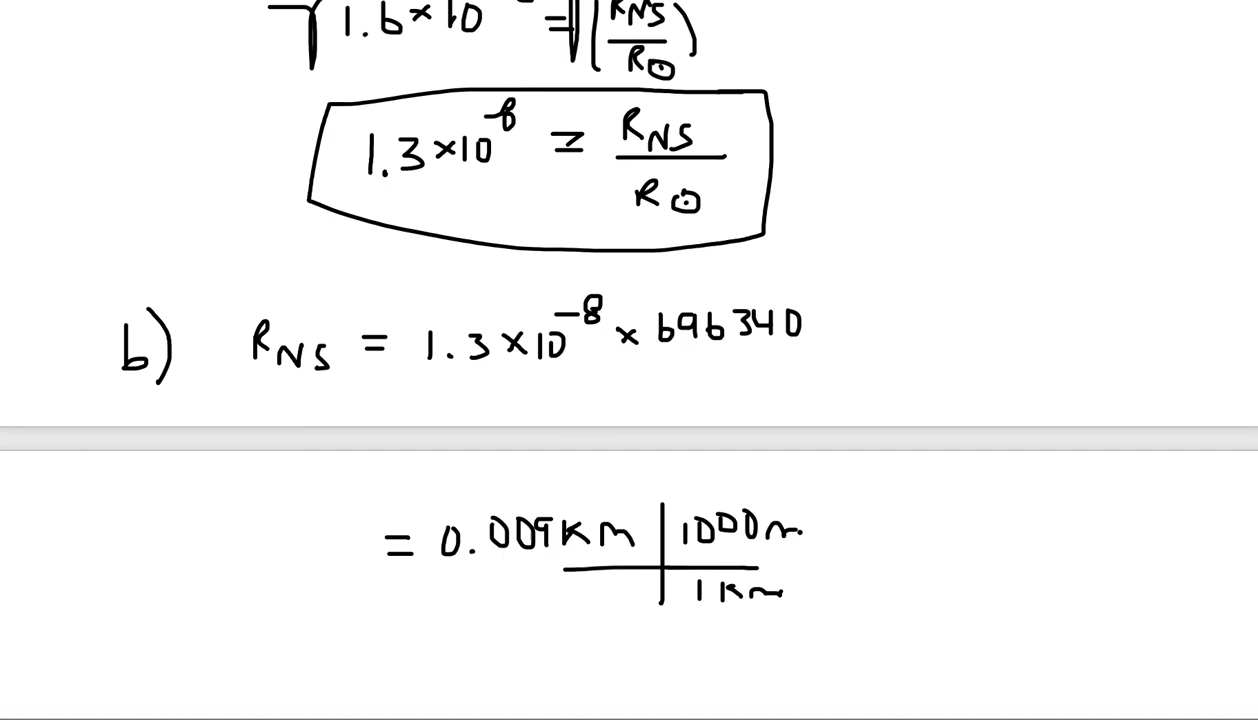 √1.6×10 = √(RNS/R⊙)
1.3×10^-8 = RNS/R⊙
b) RNS = 1.3×10^-8 × 696340
= 0.009km | 1000m / 1km